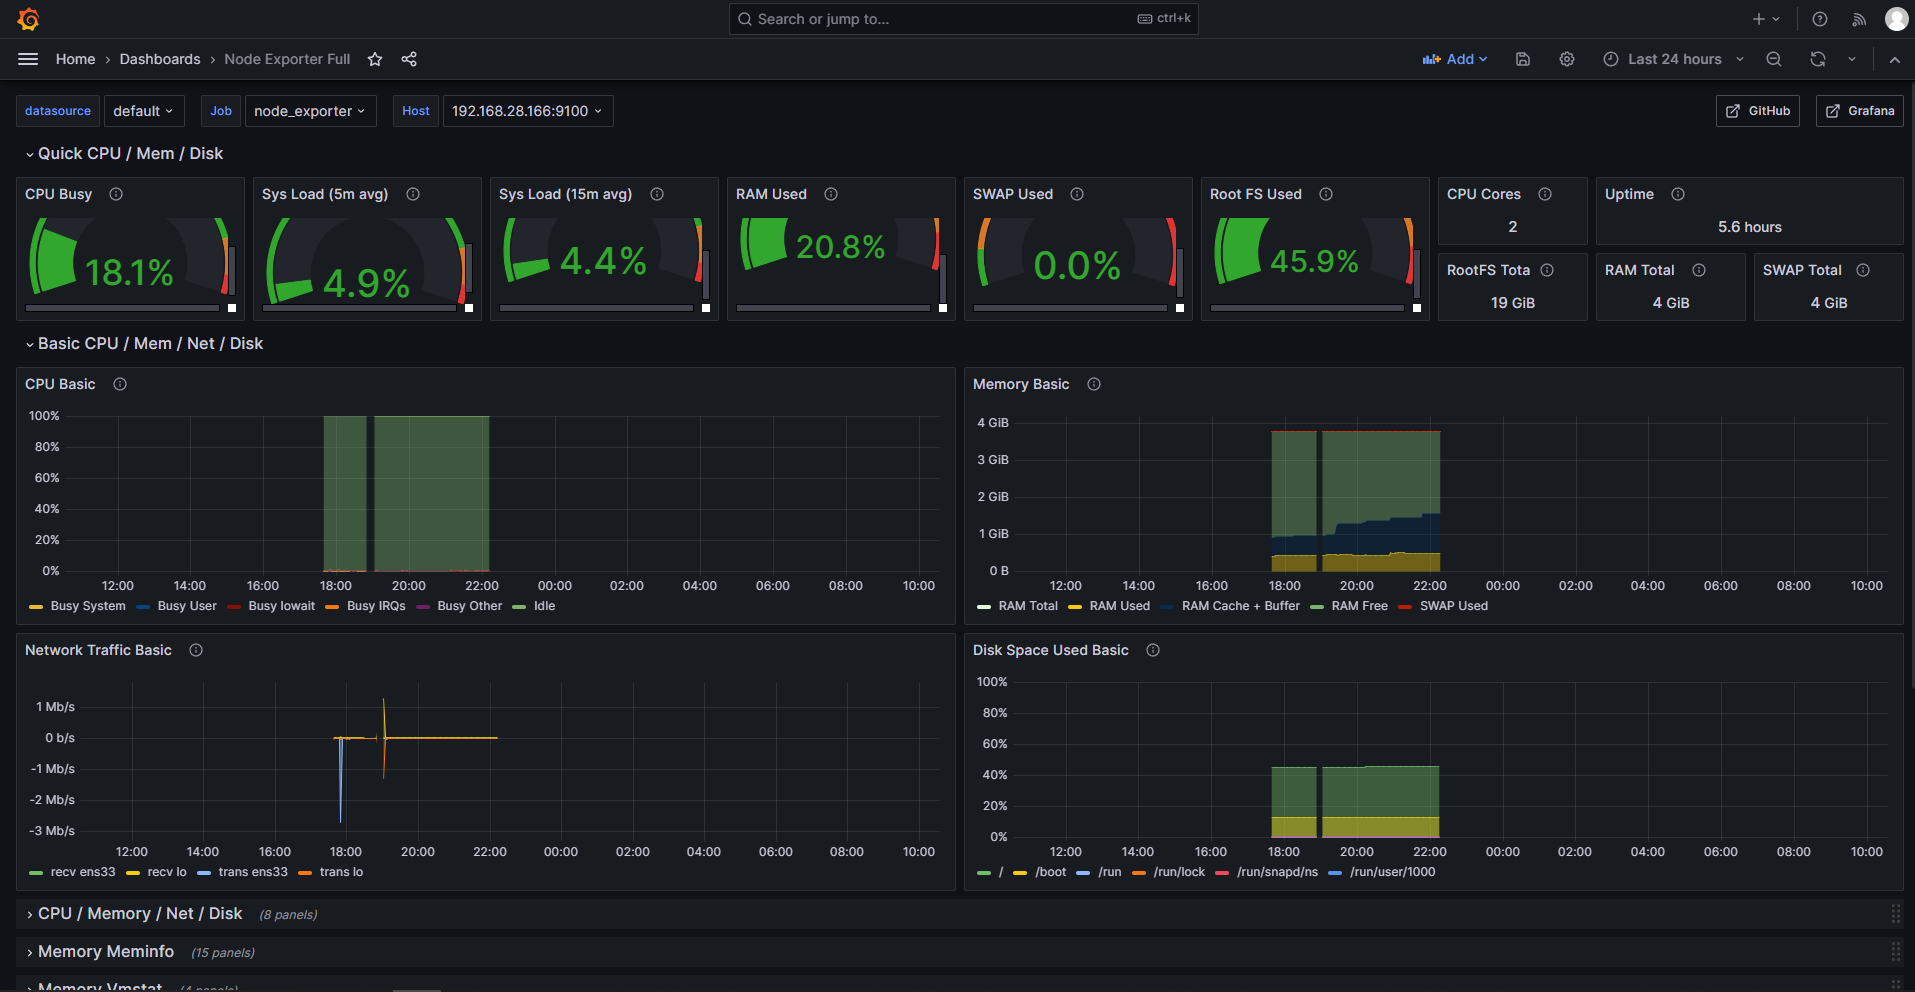 Search or jump to... ctrl+k
Home › Dashboards › Node Exporter Full Add Last 24 hours
datasource default Job node_exporter Host 192.168.28.166:9100 GitHub Grafana
Quick CPU / Mem / Disk
CPU Busy
18.1%
Sys Load (5m avg)
4.9%
Sys Load (15m avg)
4.4%
RAM Used
20.8%
SWAP Used
0.0%
Root FS Used
45.9%
CPU Cores
2
Uptime
5.6 hours
RootFS Tota
19 GiB
RAM Total
4 GiB
SWAP Total
4 GiB
Basic CPU / Mem / Net / Disk
CPU Basic
100%
80%
60%
40%
20%
0%
12:00 14:00 16:00 18:00 20:00 22:00 00:00 02:00 04:00 06:00 08:00 10:00
Busy System Busy User Busy Iowait Busy IRQs Busy Other Idle
Memory Basic
4 GiB
3 GiB
2 GiB
1 GiB
0 B
12:00 14:00 16:00 18:00 20:00 22:00 00:00 02:00 04:00 06:00 08:00 10:00
RAM Total RAM Used RAM Cache + Buffer RAM Free SWAP Used
Network Traffic Basic
1 Mb/s
0 b/s
-1 Mb/s
-2 Mb/s
-3 Mb/s
12:00 14:00 16:00 18:00 20:00 22:00 00:00 02:00 04:00 06:00 08:00 10:00
recv ens33 recv lo trans ens33 trans lo
Disk Space Used Basic
100%
80%
60%
40%
20%
0%
12:00 14:00 16:00 18:00 20:00 22:00 00:00 02:00 04:00 06:00 08:00 10:00
/ /boot /run /run/lock /run/snapd/ns /run/user/1000
CPU / Memory / Net / Disk (8 panels)
Memory Meminfo (15 panels)
Memory Vmstat (4 panels)